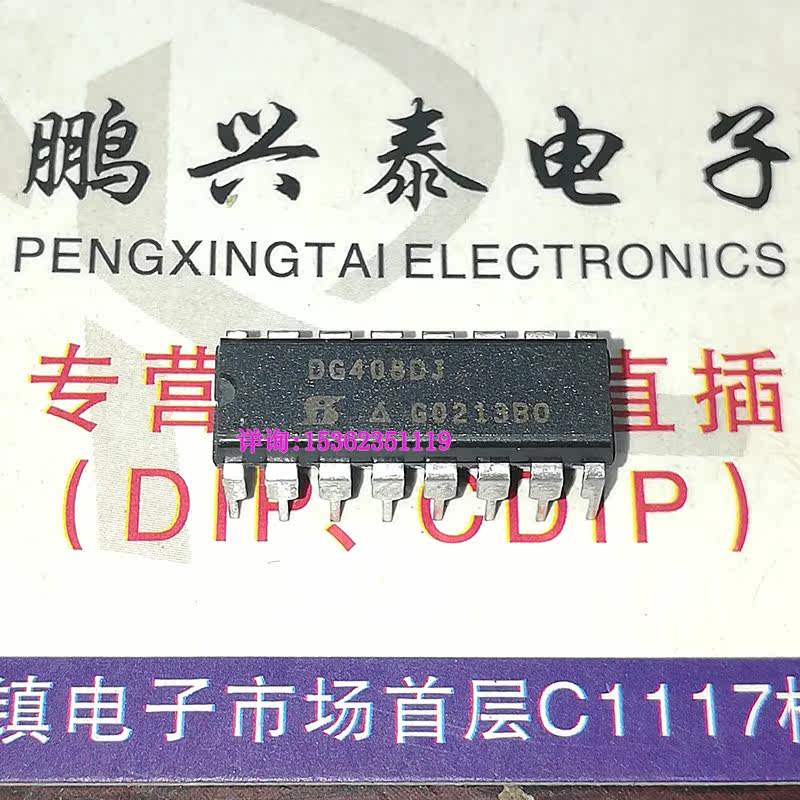 鹏兴泰电子
PENGXINGTAI ELECTRONICS
专营 直插
DG408DJ
Δ G0213BO
详询:15362351119
(DIP、CDIP)
镇电子市场首层C1117